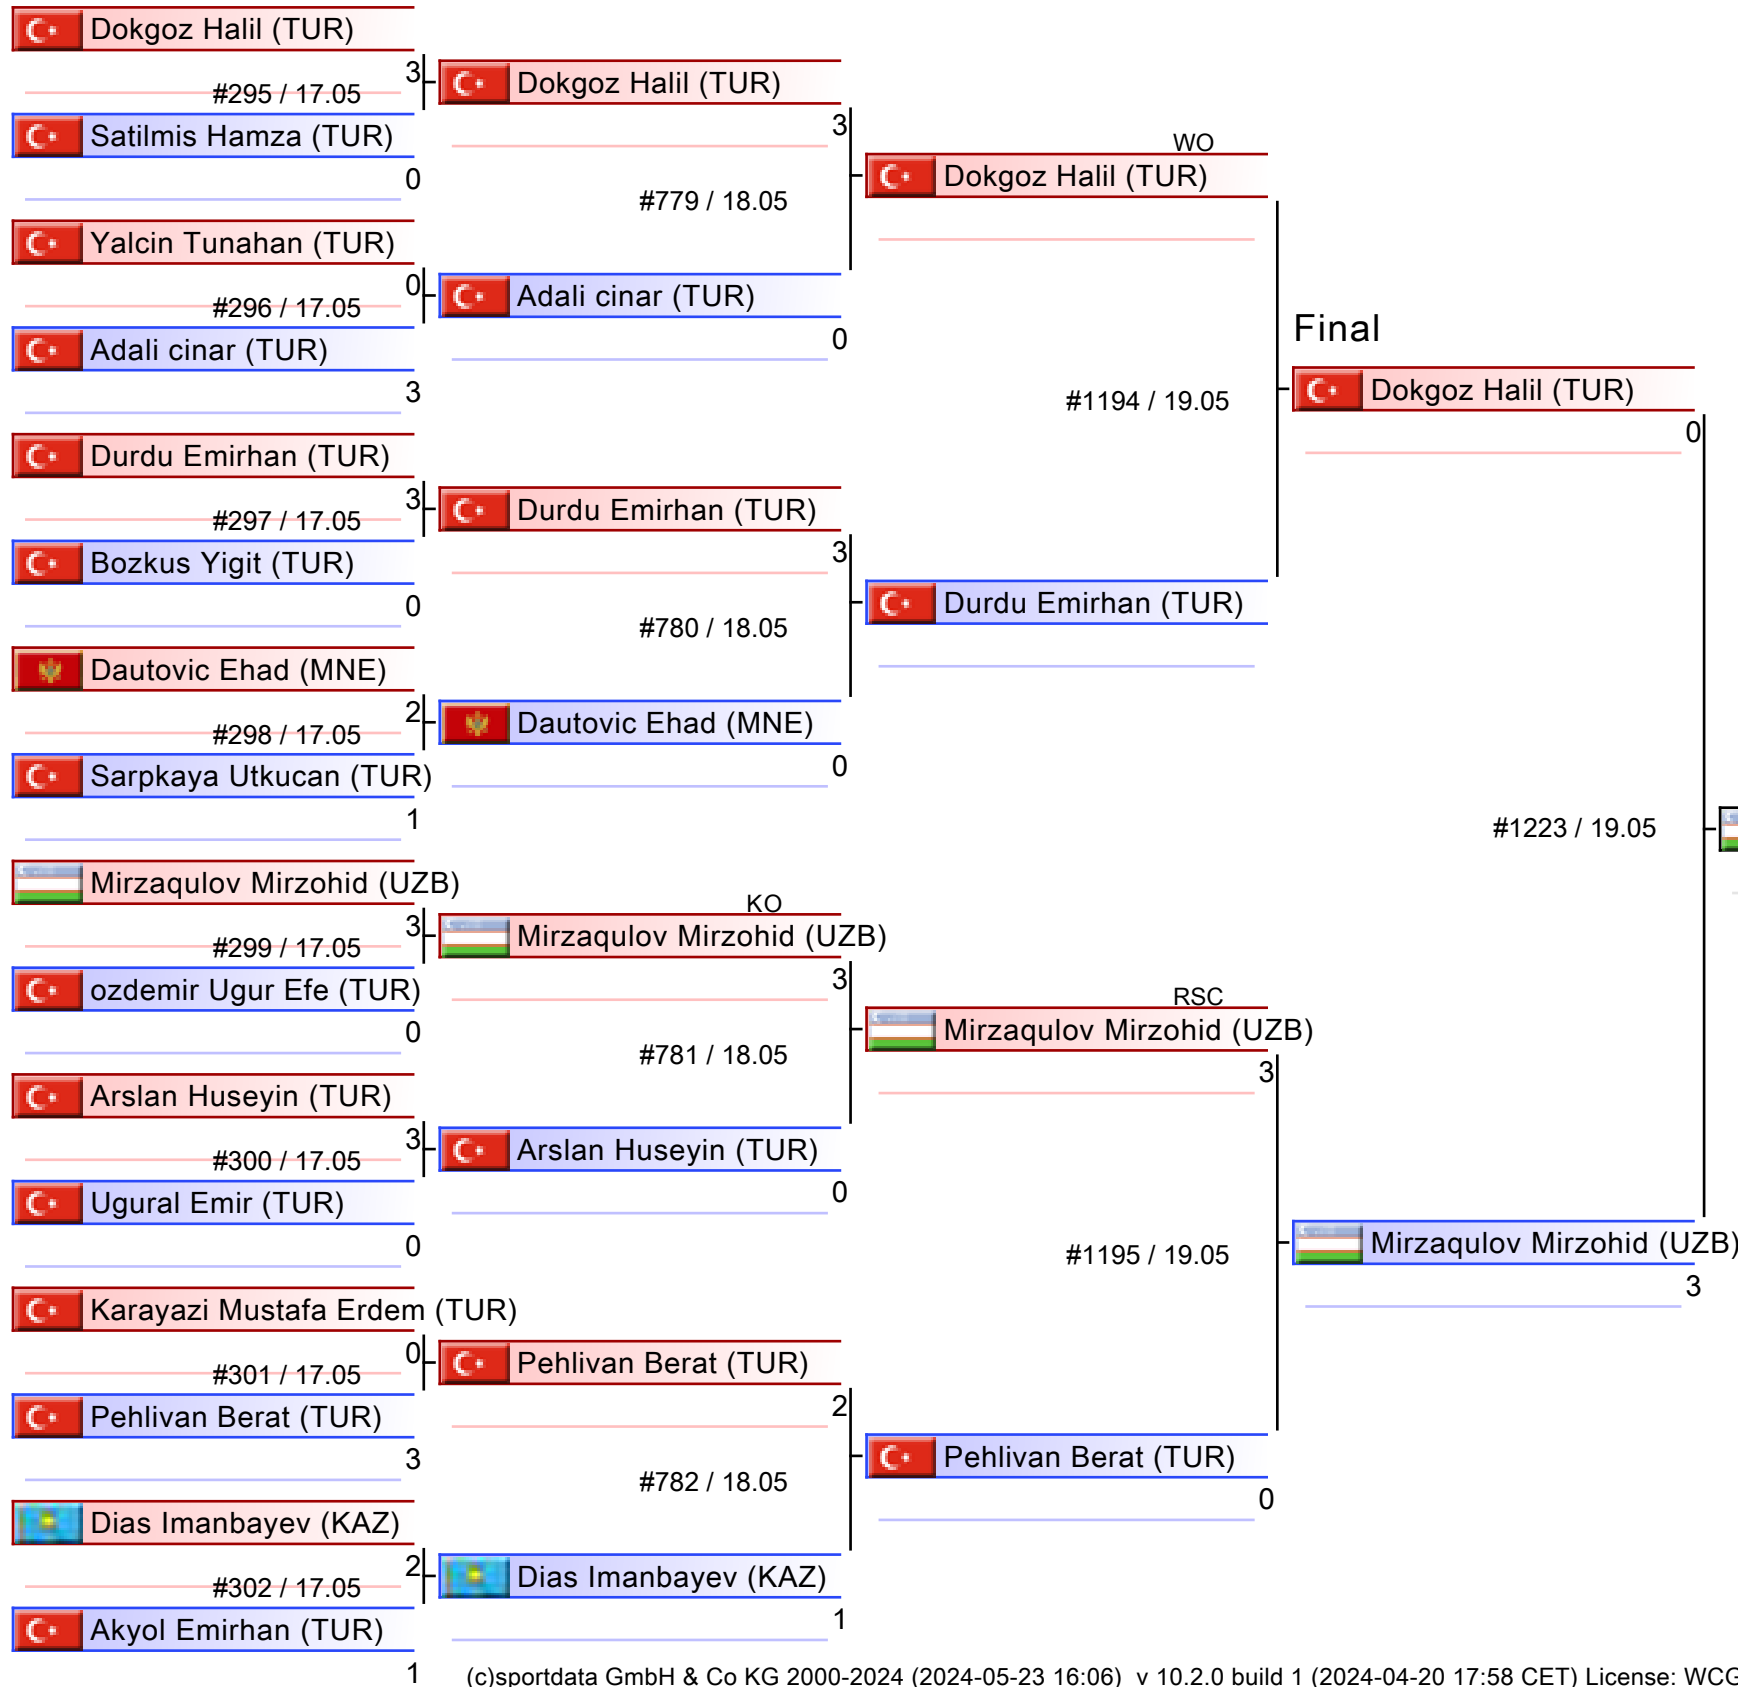 Dokgoz Halil (TUR)
3
#295 / 17.05
Satilmis Hamza (TUR)
0
Yalcin Tunahan (TUR)
0
#296 / 17.05
Adali cinar (TUR)
3
Durdu Emirhan (TUR)
3
#297 / 17.05
Bozkus Yigit (TUR)
0
Dautovic Ehad (MNE)
2
#298 / 17.05
Sarpkaya Utkucan (TUR)
1
Mirzaqulov Mirzohid (UZB)
3
#299 / 17.05
ozdemir Ugur Efe (TUR)
0
Arslan Huseyin (TUR)
3
#300 / 17.05
Ugural Emir (TUR)
0
Karayazi Mustafa Erdem (TUR)
0
#301 / 17.05
Pehlivan Berat (TUR)
3
Dias Imanbayev (KAZ)
2
#302 / 17.05
Akyol Emirhan (TUR)
1
Dokgoz Halil (TUR)
3
#779 / 18.05
Adali cinar (TUR)
0
Durdu Emirhan (TUR)
3
#780 / 18.05
Dautovic Ehad (MNE)
0
KO
Mirzaqulov Mirzohid (UZB)
3
#781 / 18.05
Arslan Huseyin (TUR)
0
Pehlivan Berat (TUR)
2
#782 / 18.05
Dias Imanbayev (KAZ)
1
WO
Dokgoz Halil (TUR)
#1194 / 19.05
Durdu Emirhan (TUR)
RSC
Mirzaqulov Mirzohid (UZB)
3
#1195 / 19.05
Pehlivan Berat (TUR)
0
Final
Dokgoz Halil (TUR)
0
#1223 / 19.05
Mirzaqulov Mirzohid (UZB)
3
(c)sportdata GmbH & Co KG 2000-2024 (2024-05-23 16:06) v 10.2.0 build 1 (2024-04-20 17:58 CET) License: WCG